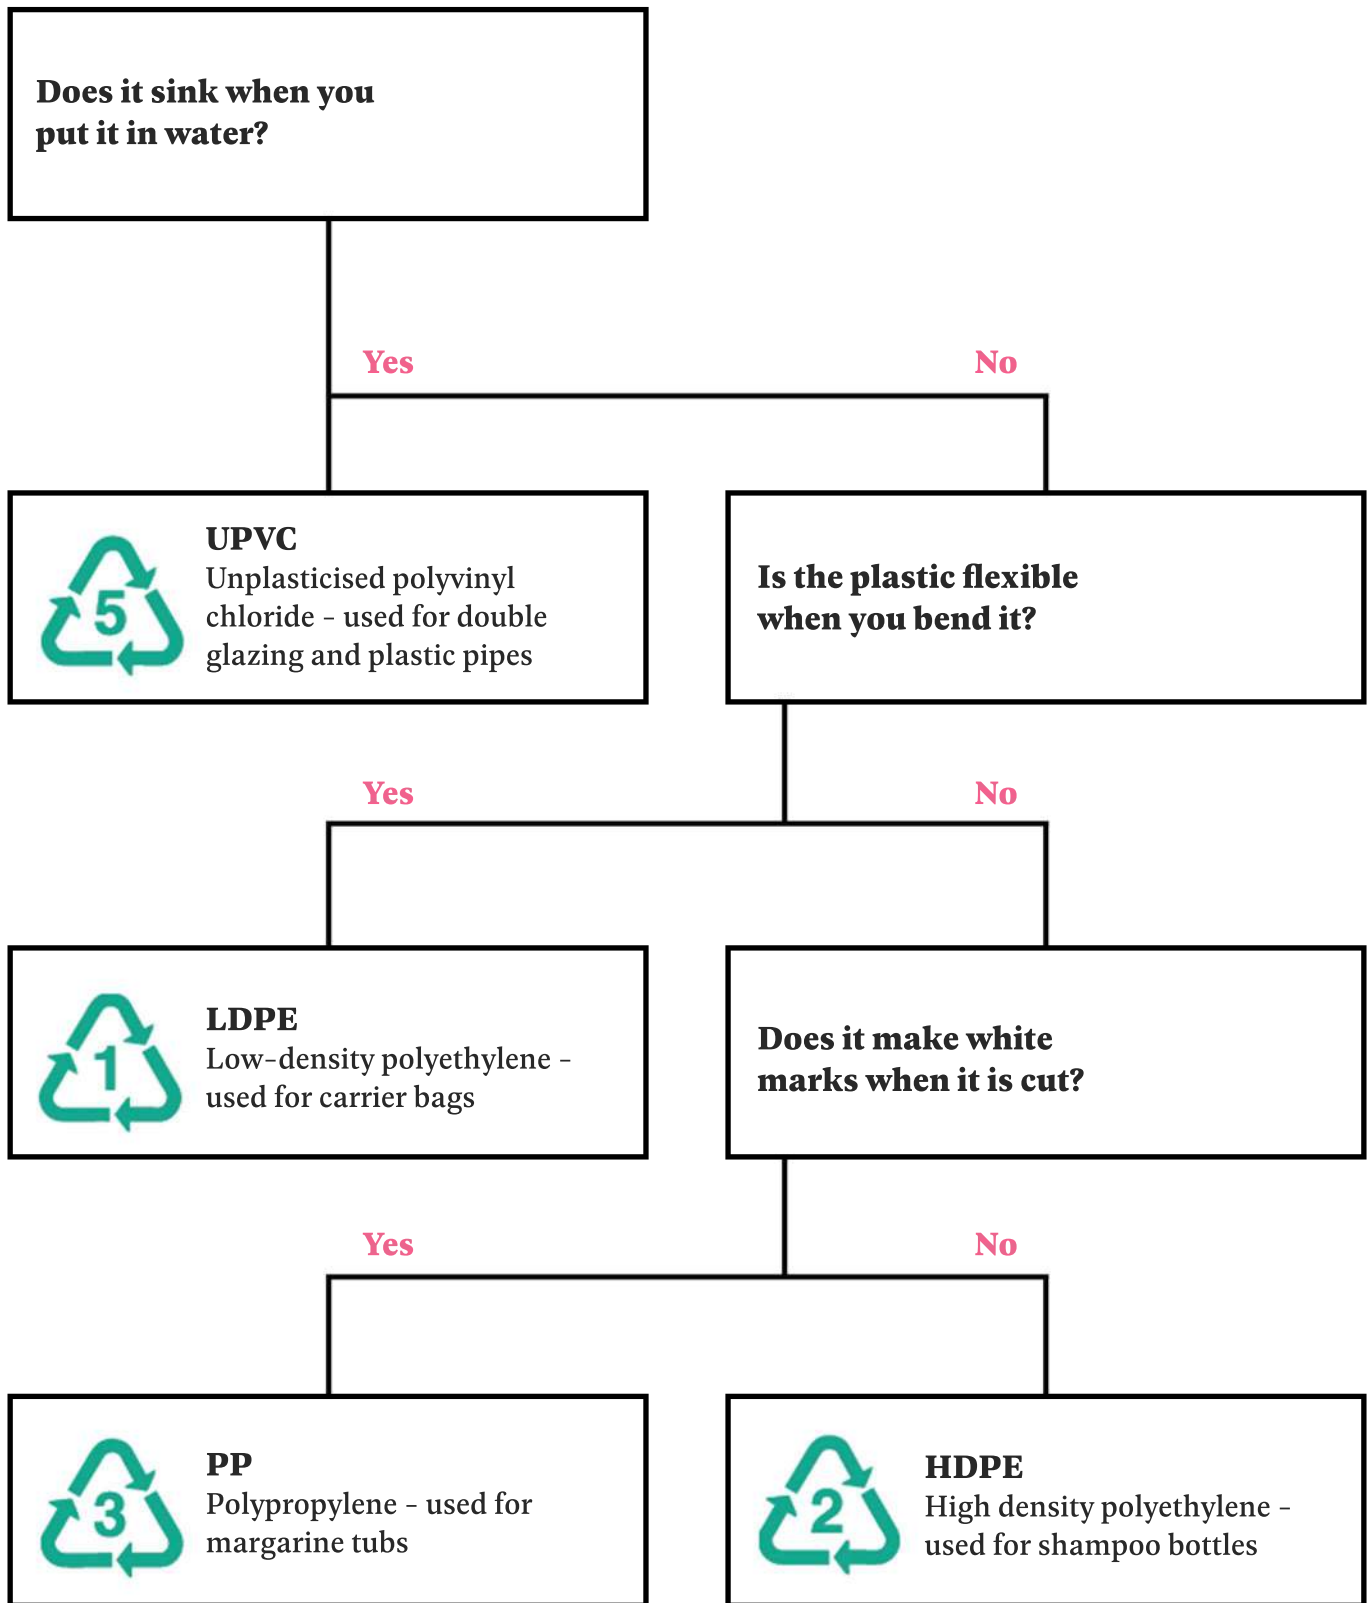 Does it sink when you
put it in water?
Yes
No
5
UPVC
Unplasticised polyvinyl
chloride – used for double
glazing and plastic pipes
Is the plastic flexible
when you bend it?
Yes
No
1
LDPE
Low-density polyethylene –
used for carrier bags
Does it make white
marks when it is cut?
Yes
No
3
PP
Polypropylene – used for
margarine tubs
2
HDPE
High density polyethylene –
used for shampoo bottles